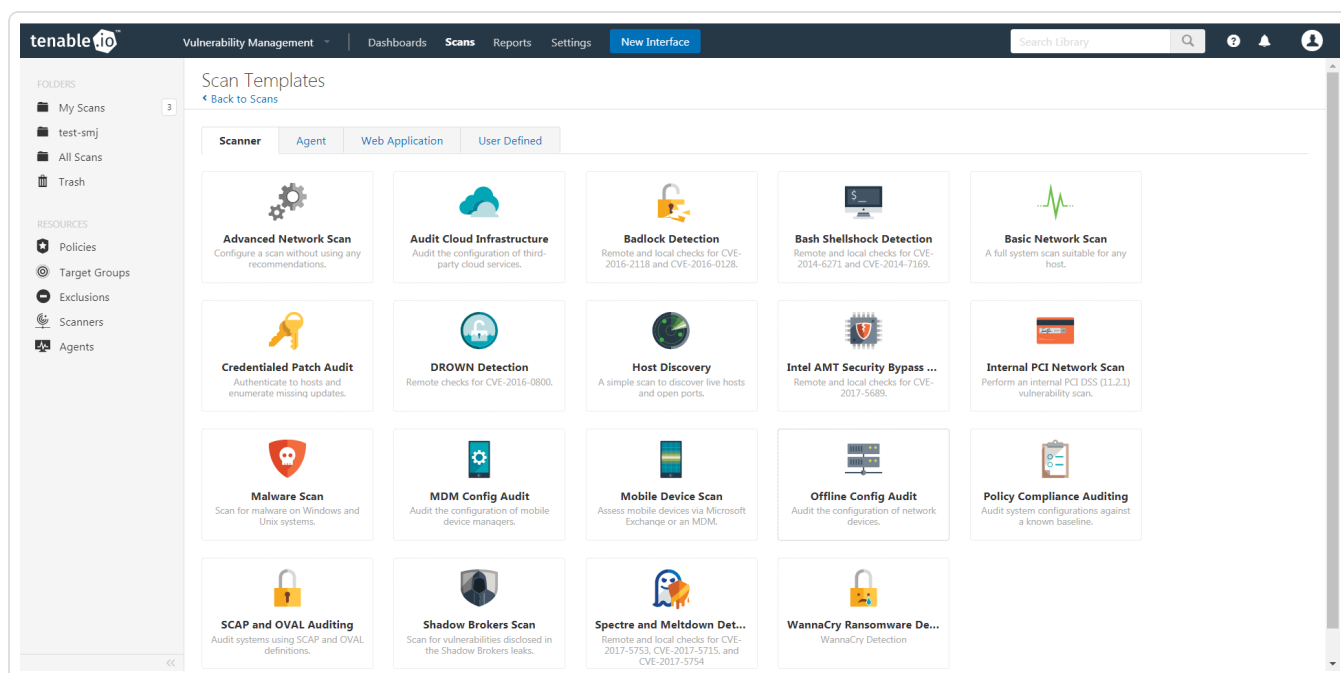 tenable.io
Vulnerability Management
Dashboards
Scans
Reports
Settings
New Interface
Search Library
FOLDERS
My Scans
3
test-smj
All Scans
Trash
RESOURCES
Policies
Target Groups
Exclusions
Scanners
Agents
Scan Templates
Back to Scans
Scanner
Agent
Web Application
User Defined
Advanced Network Scan
Configure a scan without using any
recommendations.
Audit Cloud Infrastructure
Audit the configuration of third-
party cloud services.
Badlock Detection
Remote and local checks for CVE-
2016-2118 and CVE-2016-0128.
$_
Bash Shellshock Detection
Remote and local checks for CVE-
2014-6271 and CVE-2014-7169.
Basic Network Scan
A full system scan suitable for any
host.
Credentialed Patch Audit
Authenticate to hosts and
enumerate missing updates.
DROWN Detection
Remote checks for CVE-2016-0800.
Host Discovery
A simple scan to discover live hosts
and open ports.
Intel AMT Security Bypass ...
Remote and local checks for CVE-
2017-5689.
Internal PCI Network Scan
Perform an internal PCI DSS (11.2.1)
vulnerability scan.
Malware Scan
Scan for malware on Windows and
Unix systems.
MDM Config Audit
Audit the configuration of mobile
device managers.
Mobile Device Scan
Assess mobile devices via Microsoft
Exchange or an MDM.
Offline Config Audit
Audit the configuration of network
devices.
Policy Compliance Auditing
Audit system configurations against
a known baseline.
SCAP and OVAL Auditing
Audit systems using SCAP and OVAL
definitions.
Shadow Brokers Scan
Scan for vulnerabilities disclosed in
the Shadow Brokers leaks.
Spectre and Meltdown Det...
Remote and local checks for CVE-
2017-5753, CVE-2017-5715, and
CVE-2017-5754
WannaCry Ransomware De...
WannaCry Detection